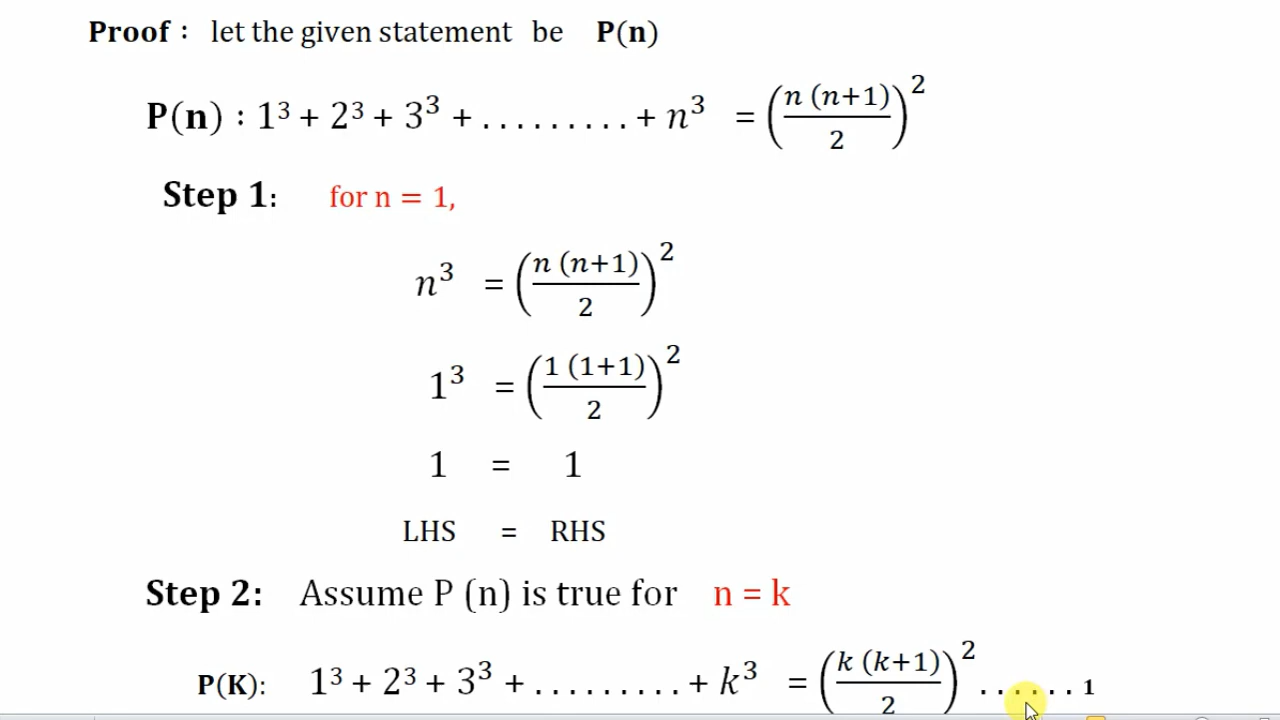 Proof : let the given statement be P(n)
P(n) : 1³ + 2³ + 3³ + . . . . . . . . . + n³ = (n (n+1)/2)²
Step 1: for n = 1,
n³ = (n (n+1)/2)²
1³ = (1 (1+1)/2)²
1 = 1
LHS = RHS
Step 2: Assume P (n) is true for n = k
P(K): 1³ + 2³ + 3³ + . . . . . . . . . + k³ = (k (k+1)/2)² . . . . . . 1